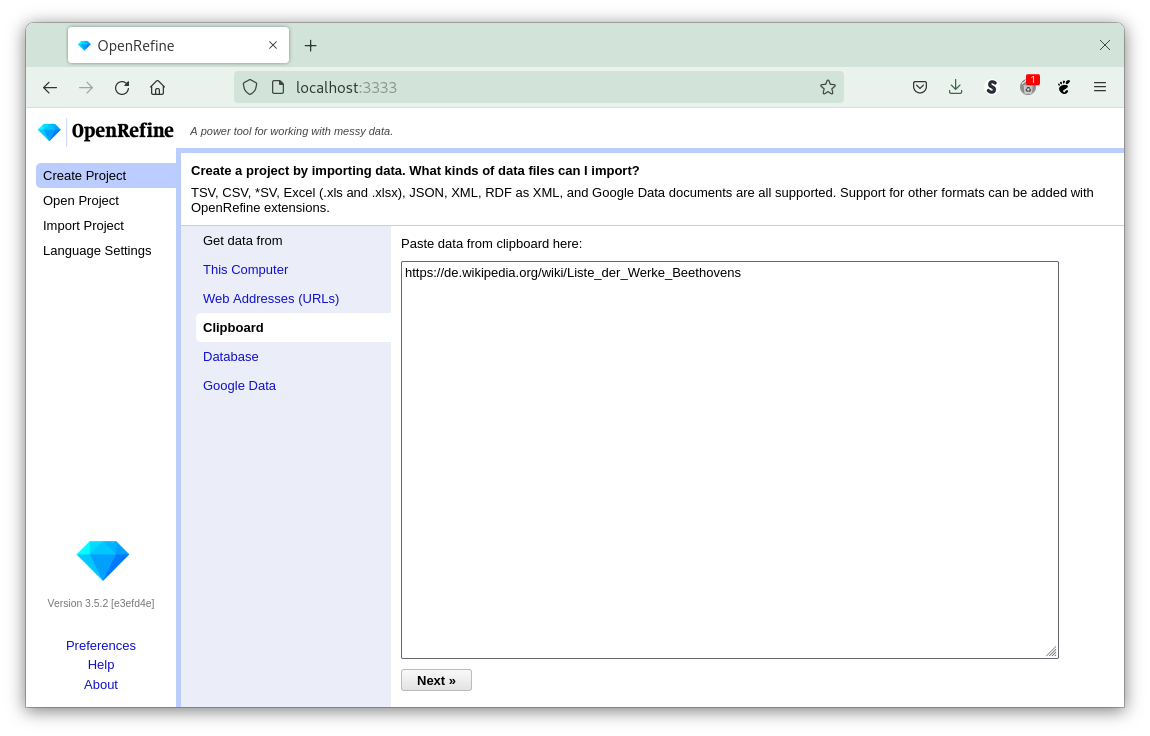 OpenRefine
localhost:3333
1
OpenRefine A power tool for working with messy data.
Create Project
Open Project
Import Project
Language Settings
Version 3.5.2 [e3efd4e]
Preferences
Help
About
Create a project by importing data. What kinds of data files can I import?
TSV, CSV, *SV, Excel (.xls and .xlsx), JSON, XML, RDF as XML, and Google Data documents are all supported. Support for other formats can be added with
OpenRefine extensions.
Get data from
This Computer
Web Addresses (URLs)
Clipboard
Database
Google Data
Paste data from clipboard here:
https://de.wikipedia.org/wiki/Liste_der_Werke_Beethovens
Next »